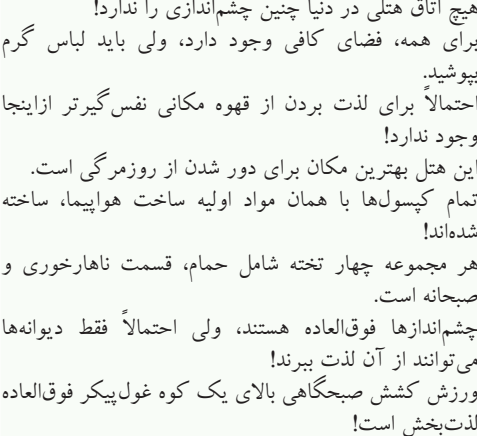 هیچ اتاق هتلی در دنیا چنین چشم‌اندازی را ندارد!
برای همه، فضای کافی وجود دارد، ولی باید لباس گرم
بپوشید.
احتمالاً برای لذت بردن از قهوه مکانی نفس‌گیرتر ازاینجا
وجود ندارد!
این هتل بهترین مکان برای دور شدن از روزمرگی است.
تمام کپسول‌ها با همان مواد اولیه ساخت هواپیما، ساخته
شده‌اند!
هر مجموعه چهار تخته شامل حمام، قسمت ناهارخوری و
صبحانه است.
چشم‌اندازها فوق‌العاده هستند، ولی احتمالاً فقط دیوانه‌ها
می‌توانند از آن لذت ببرند!
ورزش کشش صبحگاهی بالای یک کوه غول‌پیکر فوق‌العاده
لذت‌بخش است!